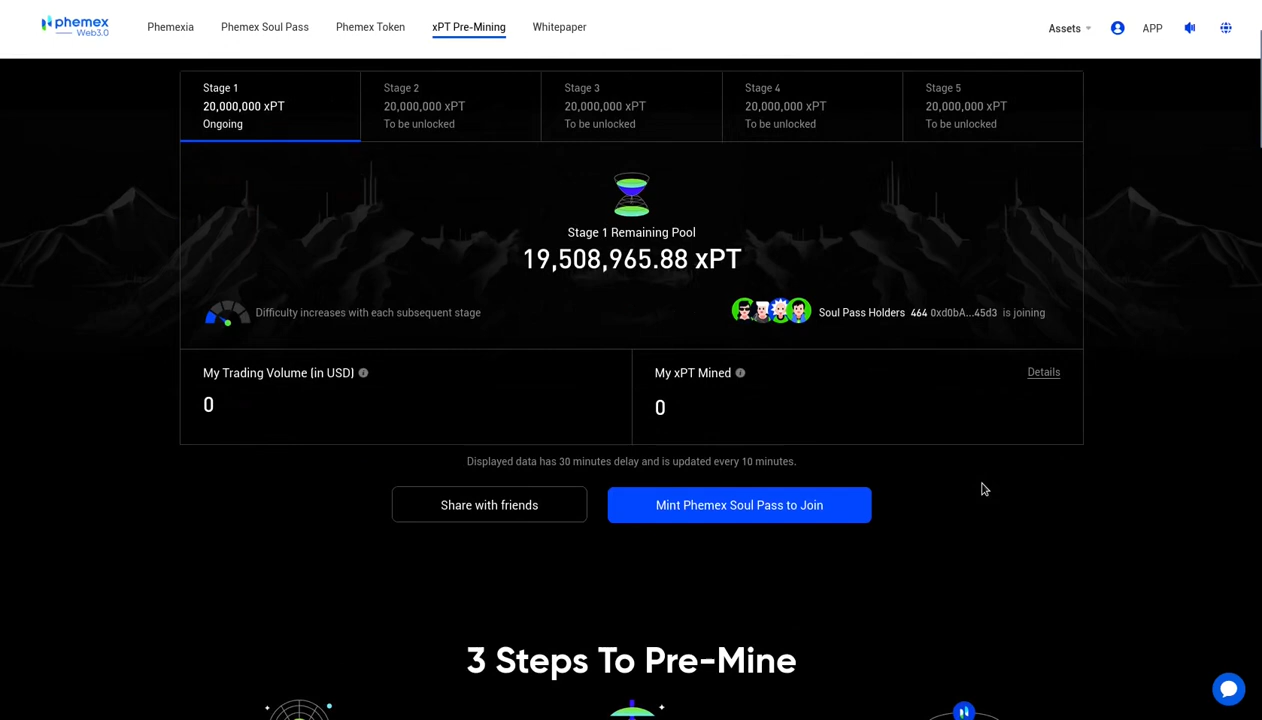 phemex
Web3.0
Phemexia
Phemex Soul Pass
Phemex Token
xPT Pre-Mining
Whitepaper
Assets
APP
Stage 1
20,000,000 xPT
Ongoing
Stage 2
20,000,000 xPT
To be unlocked
Stage 3
20,000,000 xPT
To be unlocked
Stage 4
20,000,000 xPT
To be unlocked
Stage 5
20,000,000 xPT
To be unlocked
Stage 1 Remaining Pool
19,508,965.88 xPT
Difficulty increases with each subsequent stage
Soul Pass Holders 464 0xd0bA...45d3 is joining
My Trading Volume (in USD)
0
My xPT Mined
Details
0
Displayed data has 30 minutes delay and is updated every 10 minutes.
Share with friends
Mint Phemex Soul Pass to Join
3 Steps To Pre-Mine